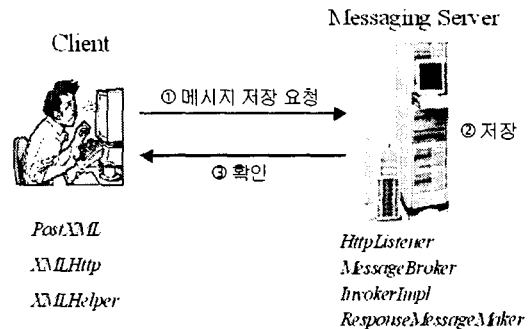 Messaging Server
Client
① 메시지 저장 요청
② 저장
③ 확인
PostXML
XMLHttp
XMLHelper
HttpListener
MessageBroker
InvokerImpl
ResponseMessageMaker